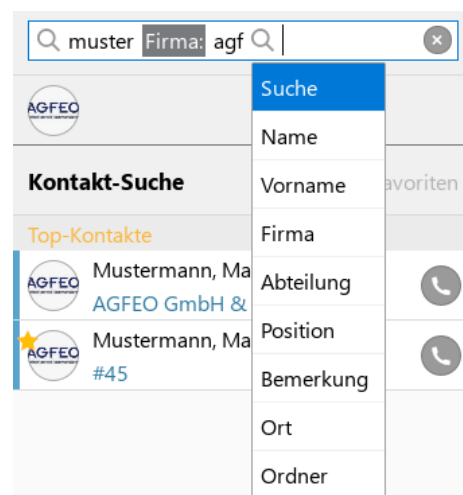 muster Firma: agf
AGFEO
Suche
Name
Kontakt-Suche
Vorname
avoriten
Top-Kontakte
Firma
AGFEO
Mustermann, Ma
AGFEO GmbH &
Abteilung
AGFEO
Mustermann, Ma
#45
Position
Bemerkung
Ort
Ordner